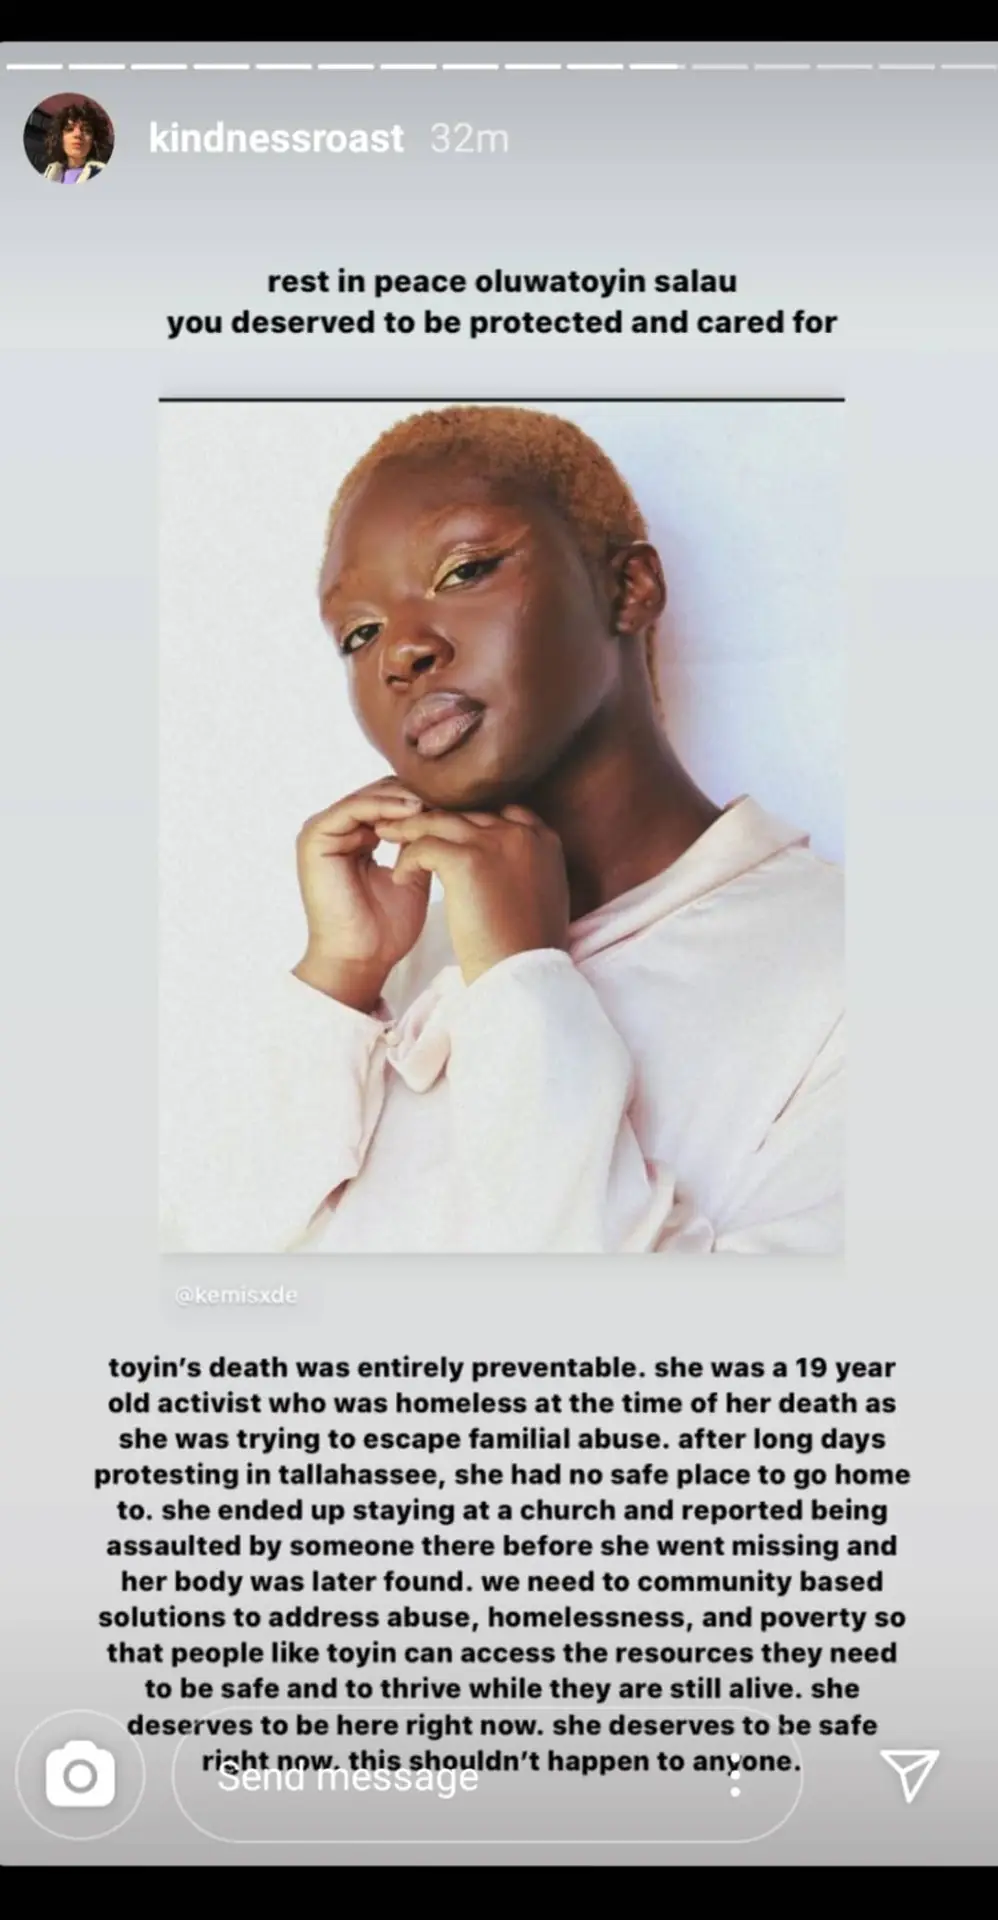 kindnessroast 32m
rest in peace oluwatoyin salau
you deserved to be protected and cared for
@kemisxde
toyin’s death was entirely preventable. she was a 19 year
old activist who was homeless at the time of her death as
she was trying to escape familial abuse. after long days
protesting in tallahassee, she had no safe place to go home
to. she ended up staying at a church and reported being
assaulted by someone there before she went missing and
her body was later found. we need to community based
solutions to address abuse, homelessness, and poverty so
that people like toyin can access the resources they need
to be safe and to thrive while they are still alive. she
deserves to be here right now. she deserves to be safe
right now. this shouldn’t happen to anyone.
Send message